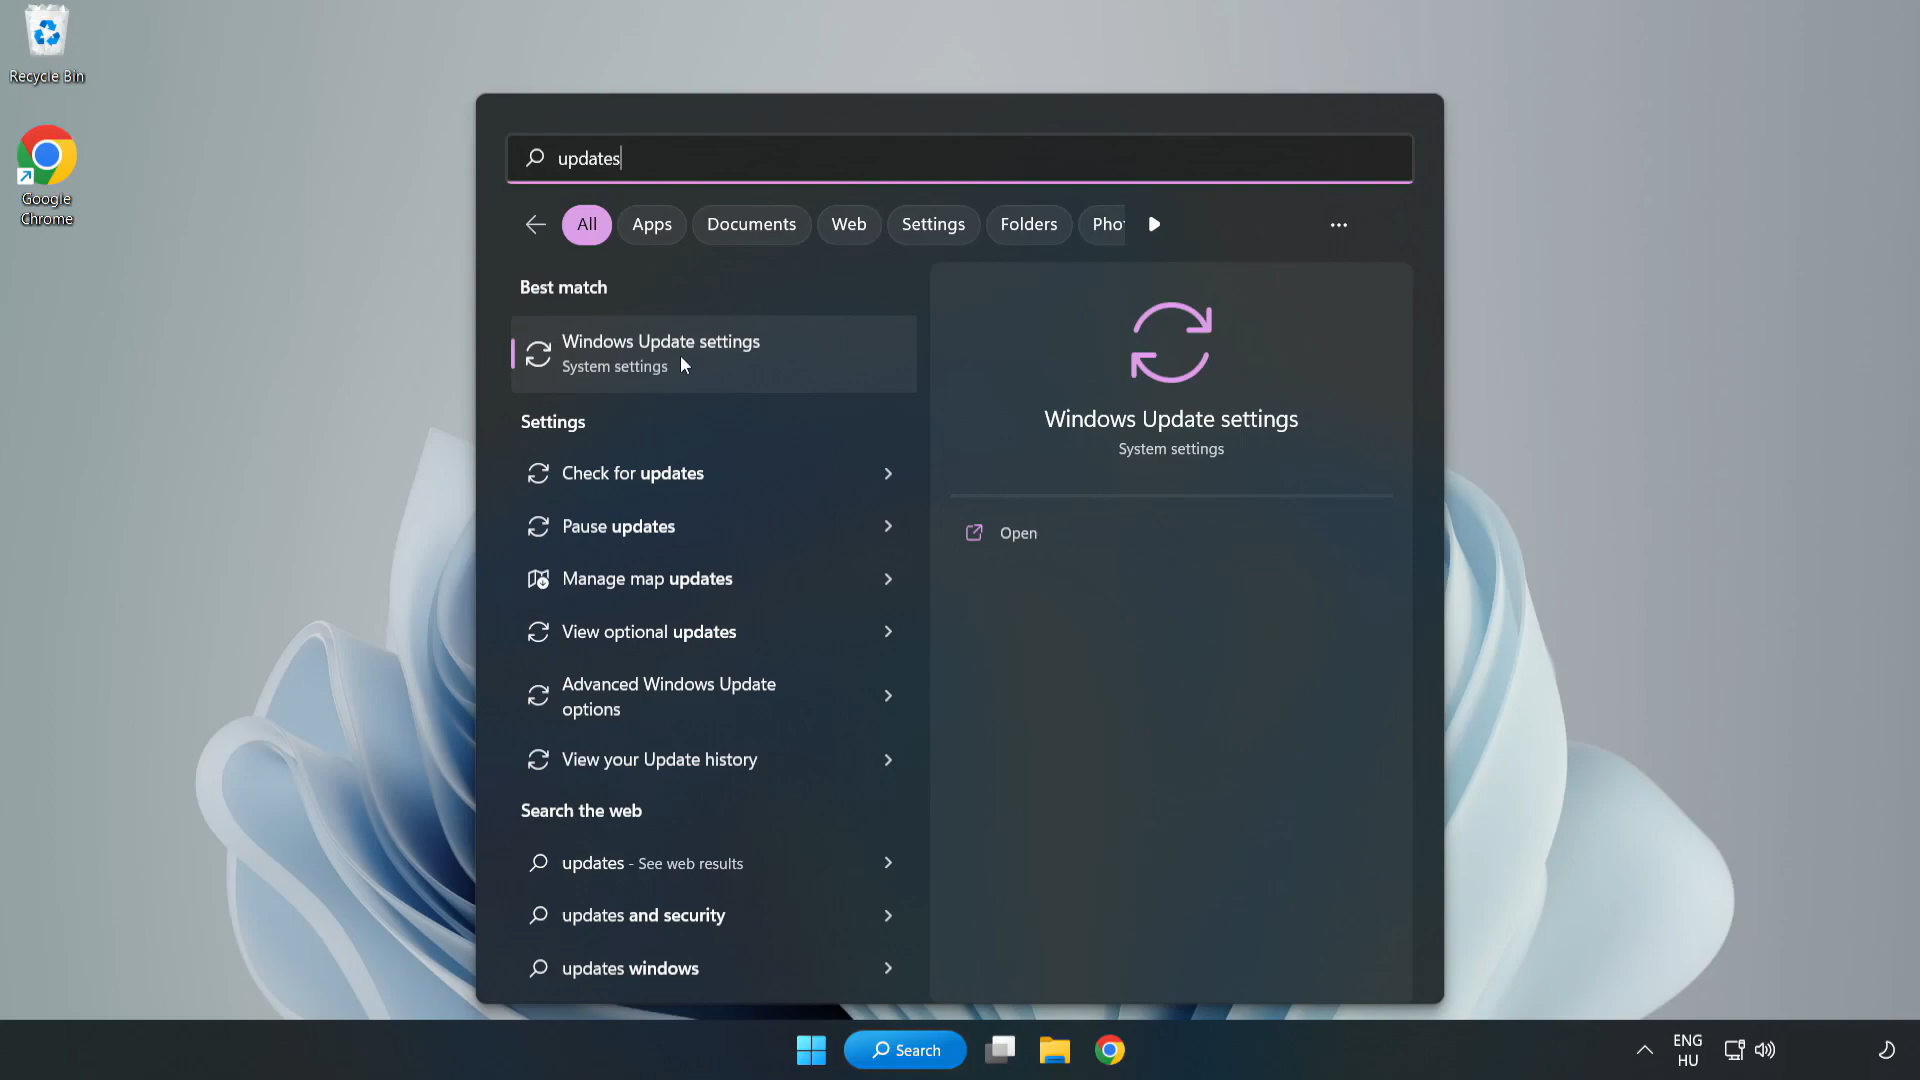 Recycle Bin
Google
Chrome
updates
All
Apps
Documents
Web
Settings
Folders
Pho
Best match
Windows Update settings
System settings
Settings
Check for updates
Pause updates
Manage map updates
View optional updates
Advanced Windows Update
options
View your Update history
Search the web
updates - See web results
updates and security
updates windows
Windows Update settings
System settings
Open
Search
ENG
HU